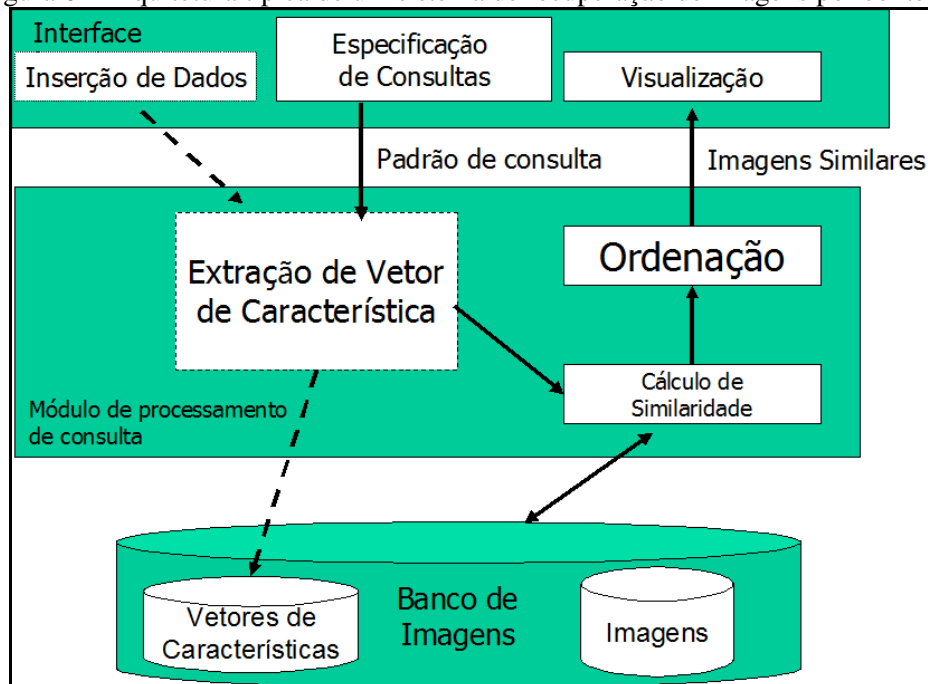 Interface
Inserção de Dados
Especificação
de Consultas
Visualização
Padrão de consulta
Imagens Similares
Extração de Vetor
de Característica
Ordenação
Cálculo de
Similaridade
Módulo de processamento
de consulta
Banco de
Imagens
Vetores de
Características
Imagens